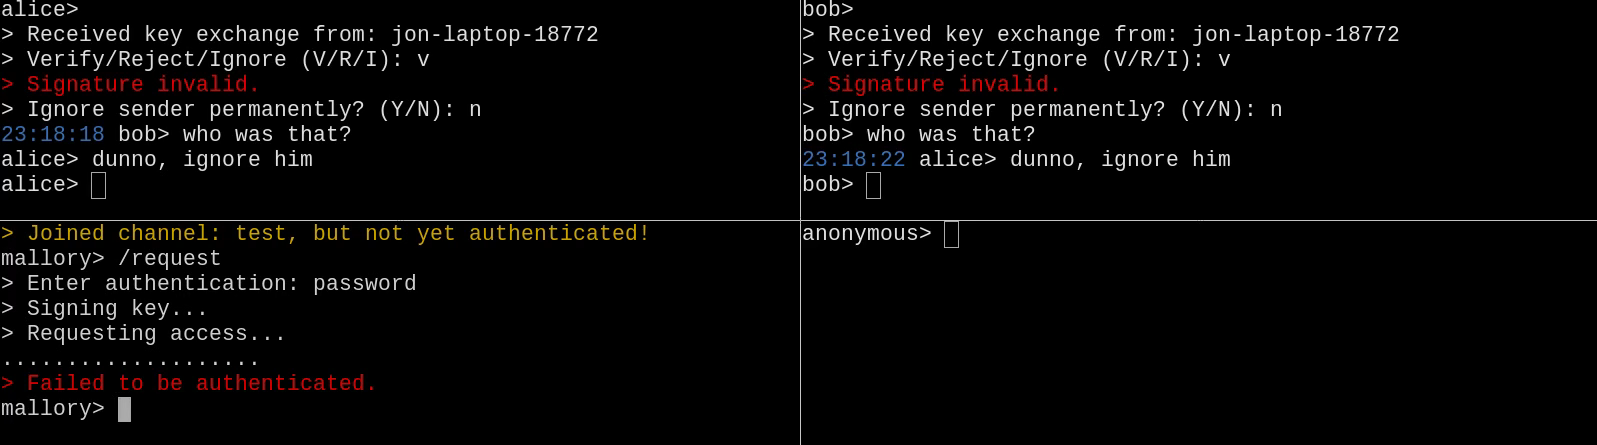 alice>
> Received key exchange from: jon-laptop-18772
> Verify/Reject/Ignore (V/R/I): v
> Signature invalid.
> Ignore sender permanently? (Y/N): n
23:18:18 bob> who was that?
alice> dunno, ignore him
alice>
bob>
> Received key exchange from: jon-laptop-18772
> Verify/Reject/Ignore (V/R/I): v
> Signature invalid.
> Ignore sender permanently? (Y/N): n
bob> who was that?
23:18:22 alice> dunno, ignore him
bob>
> Joined channel: test, but not yet authenticated!
mallory> /request
> Enter authentication: password
> Signing key...
> Requesting access...
....................
> Failed to be authenticated.
mallory>
anonymous>